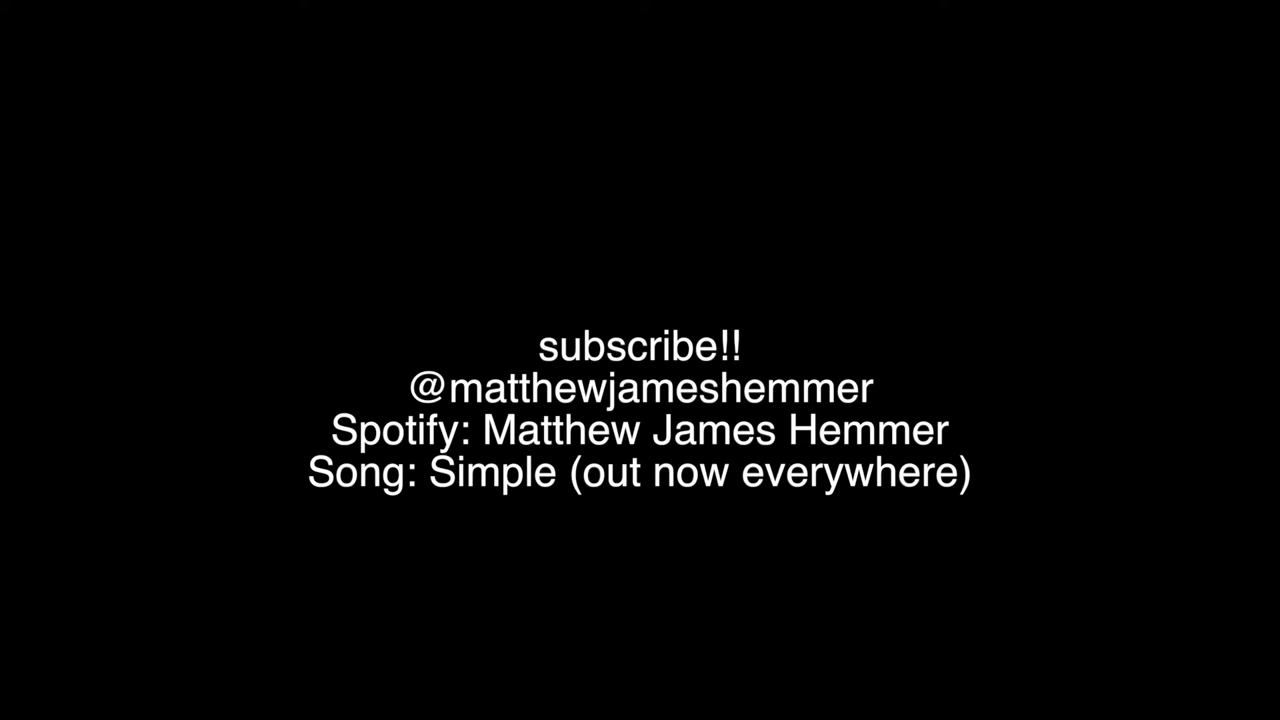 subscribe!!
@matthewjameshemmer
Spotify: Matthew James Hemmer
Song: Simple (out now everywhere)